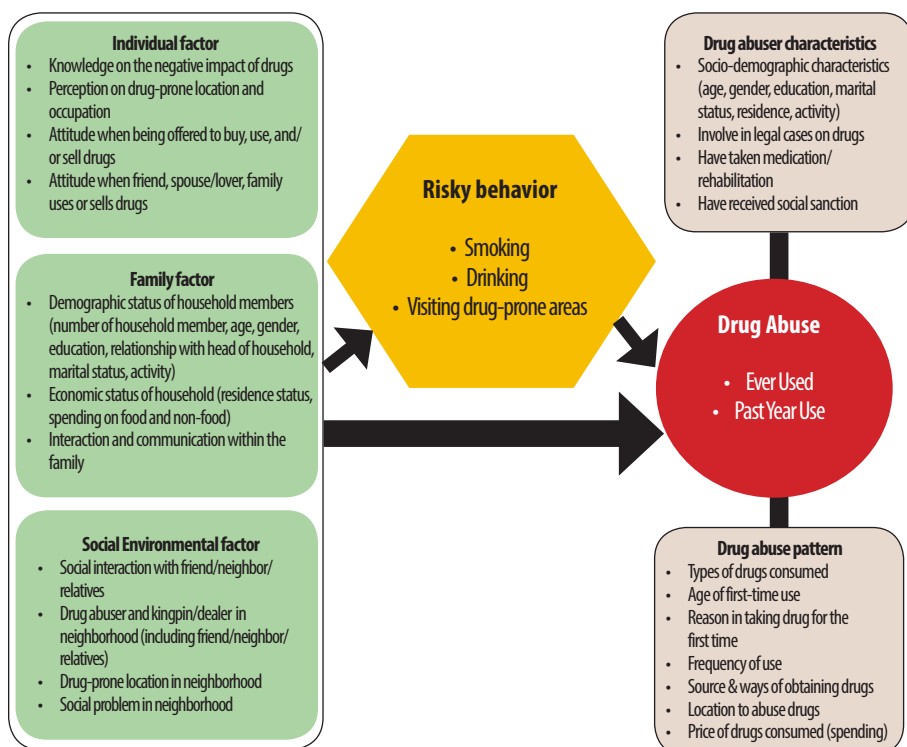 Individual factor
• Knowledge on the negative impact of drugs
• Perception on drug-prone location and
occupation
• Attitude when being offered to buy, use, and/
or sell drugs
• Attitude when friend, spouse/lover, family
uses or sells drugs
Family factor
• Demographic status of household members
(number of household member, age, gender,
education, relationship with head of household,
marital status, activity)
• Economic status of household (residence status,
spending on food and non-food)
• Interaction and communication within the
family
Social Environmental factor
• Social interaction with friend/neighbor/
relatives
• Drug abuser and kingpin/dealer in
neighborhood (including friend/neighbor/
relatives)
• Drug-prone location in neighborhood
• Social problem in neighborhood
Risky behavior
• Smoking
• Drinking
• Visiting drug-prone areas
Drug abuser characteristics
• Socio-demographic characteristics
(age, gender, education, marital
status, residence, activity)
• Involve in legal cases on drugs
• Have taken medication/
rehabilitation
• Have received social sanction
Drug Abuse
• Ever Used
• Past Year Use
Drug abuse pattern
• Types of drugs consumed
• Age of first-time use
• Reason in taking drug for the
first time
• Frequency of use
• Source & ways of obtaining drugs
• Location to abuse drugs
• Price of drugs consumed (spending)